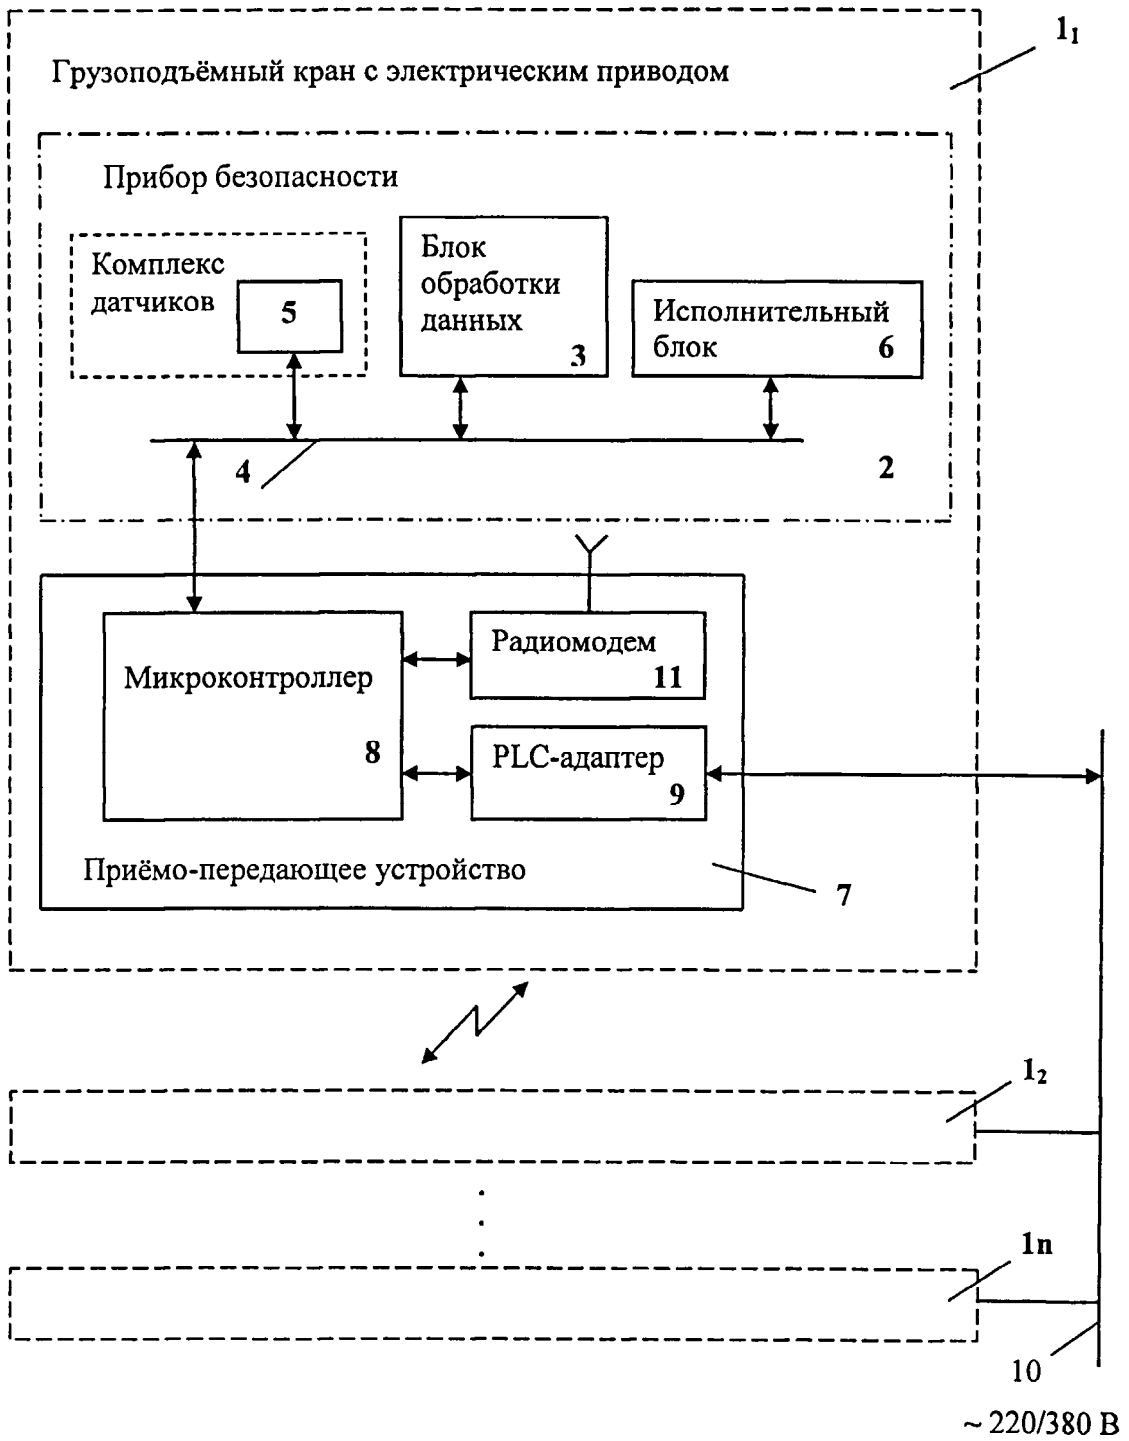 1₁
Грузоподъёмный кран с электрическим приводом
Прибор безопасности
Комплекс
датчиков
5
Блок
обработки
данных
3
Исполнительный
блок
6
4
2
Микроконтроллер
8
Радиомодем
11
PLC-адаптер
9
Приёмо-передающее устройство
7
1₂
1n
10
~ 220/380 В